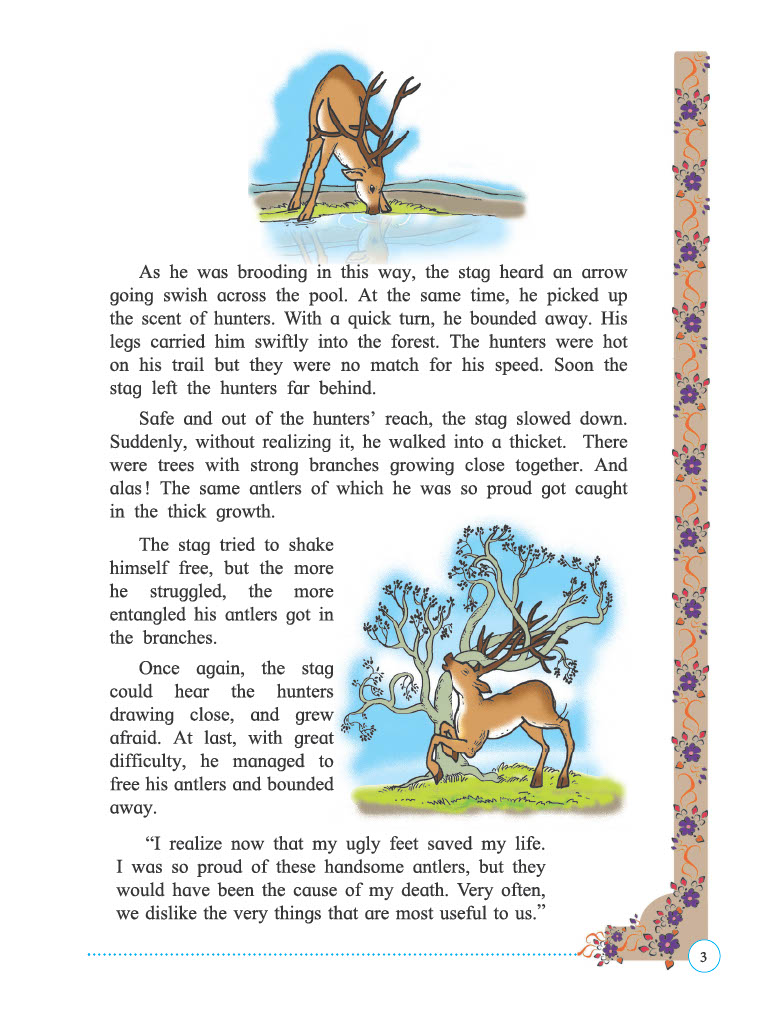 As he was brooding in this way, the stag heard an arrow
going swish across the pool. At the same time, he picked up
the scent of hunters. With a quick turn, he bounded away. His
legs carried him swiftly into the forest. The hunters were hot
on his trail but they were no match for his speed. Soon the
stag left the hunters far behind.
Safe and out of the hunters’ reach, the stag slowed down.
Suddenly, without realizing it, he walked into a thicket. There
were trees with strong branches growing close together. And
alas! The same antlers of which he was so proud got caught
in the thick growth.
The stag tried to shake
himself free, but the more
he struggled, the more
entangled his antlers got in
the branches.
Once again, the stag
could hear the hunters
drawing close, and grew
afraid. At last, with great
difficulty, he managed to
free his antlers and bounded
away.
“I realize now that my ugly feet saved my life.
I was so proud of these handsome antlers, but they
would have been the cause of my death. Very often,
we dislike the very things that are most useful to us.”
3